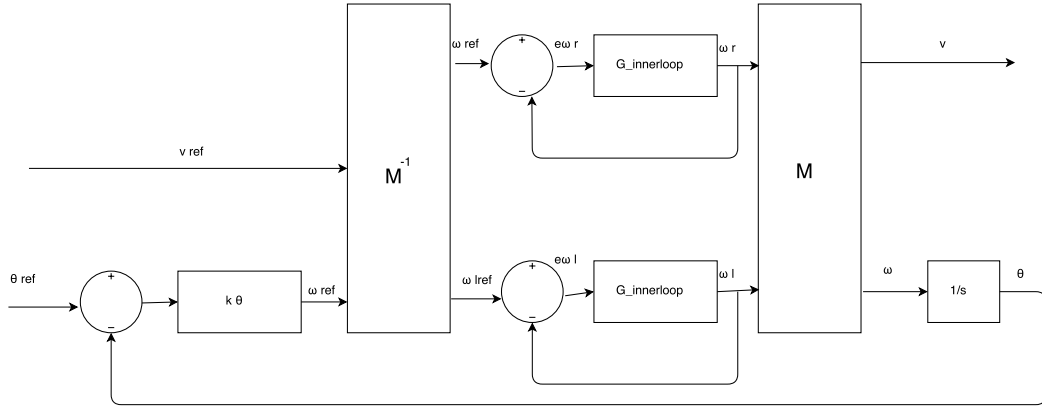 ω ref
+
eω r
G_innerloop
ω r
v
−
v ref
M
-1
M
θ ref
+
k θ
ω ref
−
ω lref
+
eω l
G_innerloop
ω l
−
ω
1/s
θ